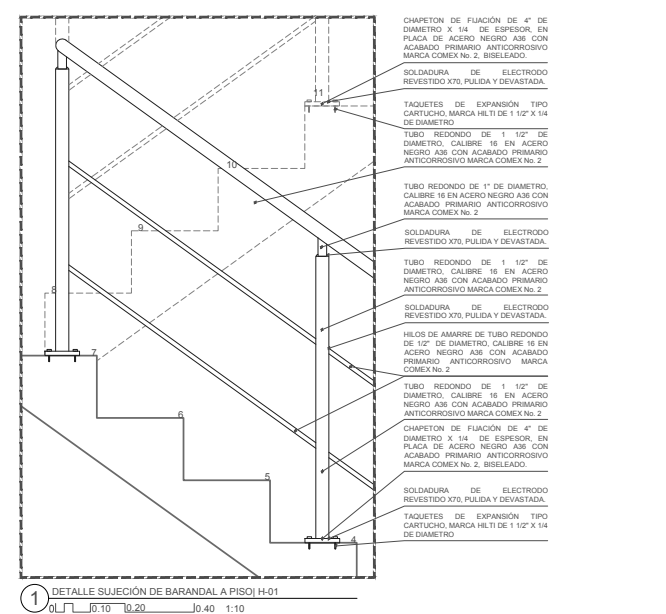 CHAPETON DE FIJACIÓN DE 4" DE
DIAMETRO X 1/4 DE ESPESOR, EN
PLACA DE ACERO NEGRO A36 CON
ACABADO PRIMARIO ANTICORROSIVO
MARCA COMEX No. 2, BISELEADO.
SOLDADURA DE ELECTRODO
REVESTIDO X70, PULIDA Y DEVASTADA.
11
TAQUETES DE EXPANSIÓN TIPO
CARTUCHO, MARCA HILTI DE 1 1/2" X 1/4
DE DIAMETRO
TUBO REDONDO DE 1 1/2" DE
DIAMETRO, CALIBRE 16 EN ACERO
NEGRO A36 CON ACABADO PRIMARIO
ANTICORROSIVO MARCA COMEX No. 2
10
TUBO REDONDO DE 1" DE DIAMETRO,
CALIBRE 16 EN ACERO NEGRO A36 CON
ACABADO PRIMARIO ANTICORROSIVO
MARCA COMEX No. 2
9
SOLDADURA DE ELECTRODO
REVESTIDO X70, PULIDA Y DEVASTADA.
TUBO REDONDO DE 1 1/2" DE
DIAMETRO, CALIBRE 16 EN ACERO
NEGRO A36 CON ACABADO PRIMARIO
ANTICORROSIVO MARCA COMEX No. 2
8
SOLDADURA DE ELECTRODO
REVESTIDO X70, PULIDA Y DEVASTADA.
HILOS DE AMARRE DE TUBO REDONDO
DE 1/2" DE DIAMETRO, CALIBRE 16 EN
ACERO NEGRO A36 CON ACABADO
PRIMARIO ANTICORROSIVO MARCA
COMEX No. 2
7
TUBO REDONDO DE 1 1/2" DE
DIAMETRO, CALIBRE 16 EN ACERO
NEGRO A36 CON ACABADO PRIMARIO
ANTICORROSIVO MARCA COMEX No. 2
6
CHAPETON DE FIJACIÓN DE 4" DE
DIAMETRO X 1/4 DE ESPESOR, EN
PLACA DE ACERO NEGRO A36 CON
ACABADO PRIMARIO ANTICORROSIVO
MARCA COMEX No. 2, BISELEADO.
5
SOLDADURA DE ELECTRODO
REVESTIDO X70, PULIDA Y DEVASTADA.
TAQUETES DE EXPANSIÓN TIPO
CARTUCHO, MARCA HILTI DE 1 1/2" X 1/4
DE DIAMETRO
4
1 DETALLE SUJECIÓN DE BARANDAL A PISO| H-01
0 0.10 0.20 0.40 1:10